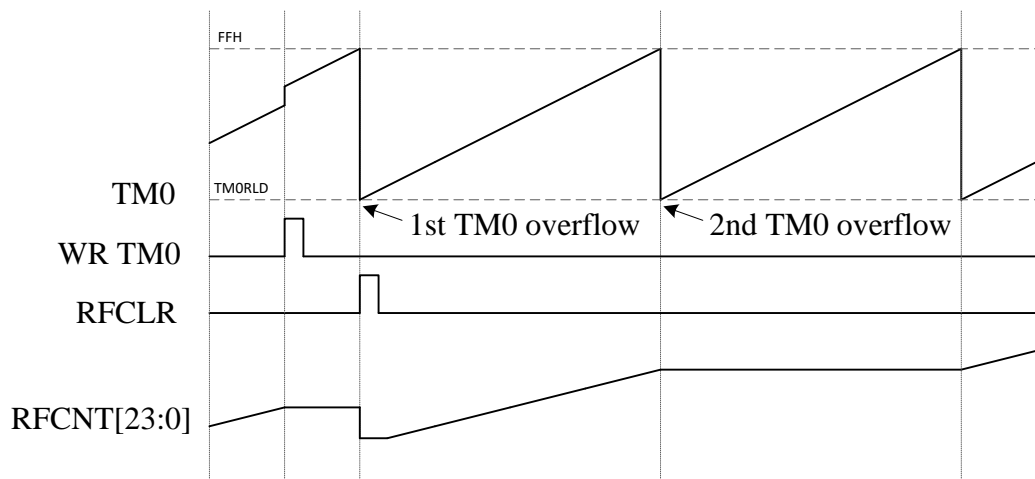 FFH
TM0
TM0RLD
1st TM0 overflow
2nd TM0 overflow
WR TM0
RFCLR
RFCNT[23:0]